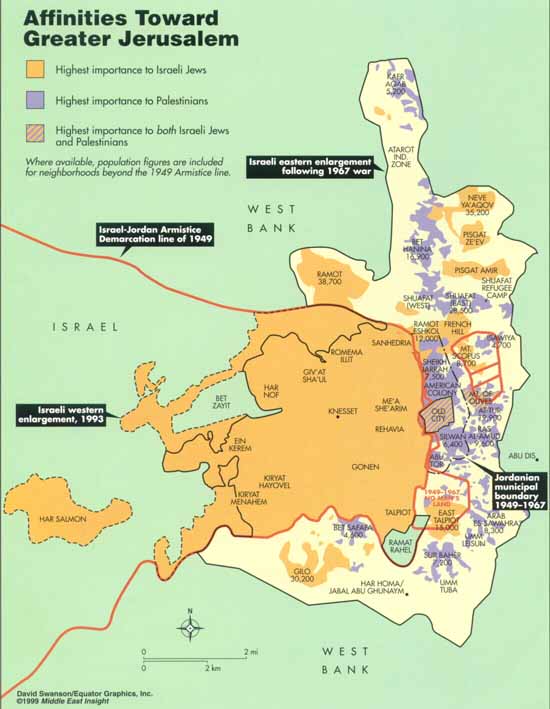 Affinities Toward
Greater Jerusalem
Highest importance to Israeli Jews
Highest importance to Palestinians
Highest importance to both Israeli Jews
and Palestinians
Where available, population figures are included
for neighborhoods beyond the 1949 Armistice line.
KAFR
AQAB
5,200
ATAROT
IND.
ZONE
Israeli eastern enlargement
following 1967 war
WEST
BANK
NEVE
YA'AQOV
35,200
Israel-Jordan Armistice
Demarcation line of 1949
PISGAT
ZE'EV
BET
HANINA
16,900
PISGAT AMIR
RAMOT
38,700
SHUAFAT
REFUGEE
CAMP
SHUAFAT
(WEST)
SHUAFAT
(EAST)
28,500
ISRAEL
RAMOT
ESHKOL
12,000
FRENCH
HILL
ISAWIYA
4,700
SANHEDRIA
ROMEMA
ILLIT
MT.
SCOPUS
8,700
GIV'AT
SHA'UL
SHEIKH
JARRAH
7,500
HAR
NOF
AMERICAN
COLONY
MT. OF
OLIVES
BET
ZAYIT
Israeli western
enlargement, 1993
ME'A
SHE'ARIM
KNESSET
OLD
CITY
AT-TUR
12,900
REHAVIA
RAS
AL-AMUD
9,600
SILWAN
6,400
EIN
KEREM
ABU DIS
GONEN
ABU
TOR
KIRYAT
HAYOVEL
Jordanian
municipal
boundary
1949-1967
KIRYAT
MENAHEM
1949-1967
NO MAN'S
LAND
HAR SALMON
TALPIOT
EAST
TALPIOT
15,000
ARAB
ES SAWAHRAT
8,300
BET SAFAFA
4,600
RAMAT
RAHEL
UMM
LEISUN
SUR BAHER
7,200
GILO
30,200
HAR HOMA/
JABAL ABU GHUNAYM
UMM
TUBA
N
0 2 mi
0 2 km
WEST
BANK
David Swanson/Equator Graphics, Inc.
©1999 Middle East Insight